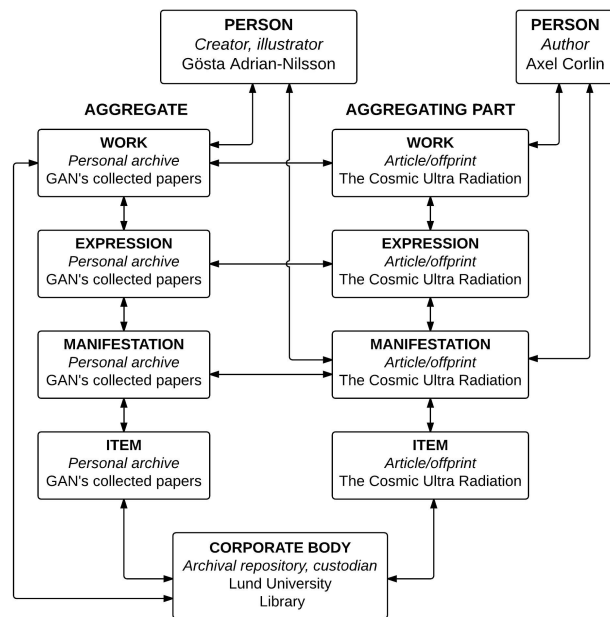 PERSON
Creator, illustrator
Gösta Adrian-Nilsson
PERSON
Author
Axel Corlin
AGGREGATE
AGGREGATING PART
WORK
Personal archive
GAN's collected papers
WORK
Article/offprint
The Cosmic Ultra Radiation
EXPRESSION
Personal archive
GAN's collected papers
EXPRESSION
Article/offprint
The Cosmic Ultra Radiation
MANIFESTATION
Personal archive
GAN's collected papers
MANIFESTATION
Article/offprint
The Cosmic Ultra Radiation
ITEM
Personal archive
GAN's collected papers
ITEM
Article/offprint
The Cosmic Ultra Radiation
CORPORATE BODY
Archival repository, custodian
Lund University
Library